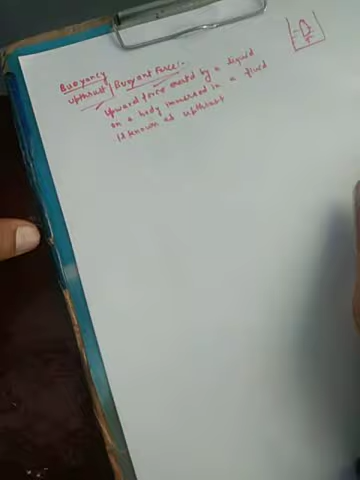 Buoyancy
upthrust / Buoyant Force :-
Upward force exerted by a liquid
on a body immersed in a fluid
is known as upthrust